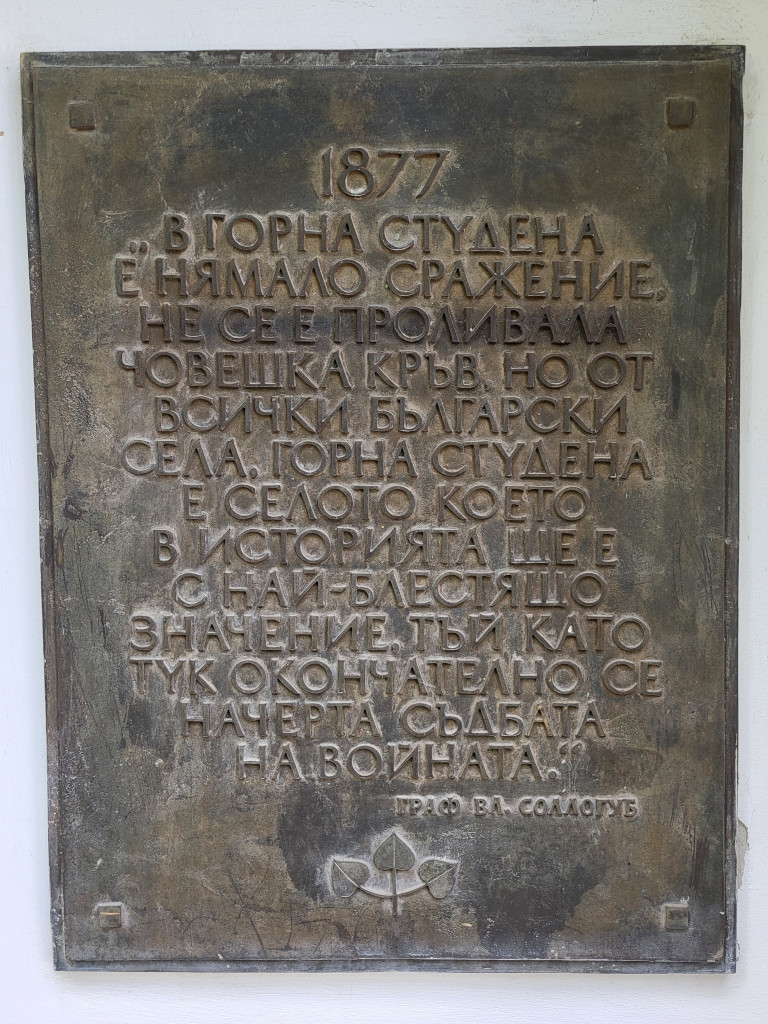 1877
„В ГОРНА СТУДЕНА
Е НЯМАЛО СРАЖЕНИЕ,
НЕ СЕ Е ПРОЛИВАЛА
ЧОВЕШКА КРЪВ, НО ОТ
ВСИЧКИ БЪЛГАРСКИ
СЕЛА, ГОРНА СТУДЕНА
Е СЕЛОТО КОЕТО
В ИСТОРИЯТА ЩЕ Е
С НАЙ-БЛЕСТЯЩО
ЗНАЧЕНИЕ, ТЪЙ КАТО
ТУК ОКОНЧАТЕЛНО СЕ
НАЧЕРТА СЪДБАТА
НА ВОЙНАТА.“
ГРАФ ВЛ. СОЛЛОГУБ